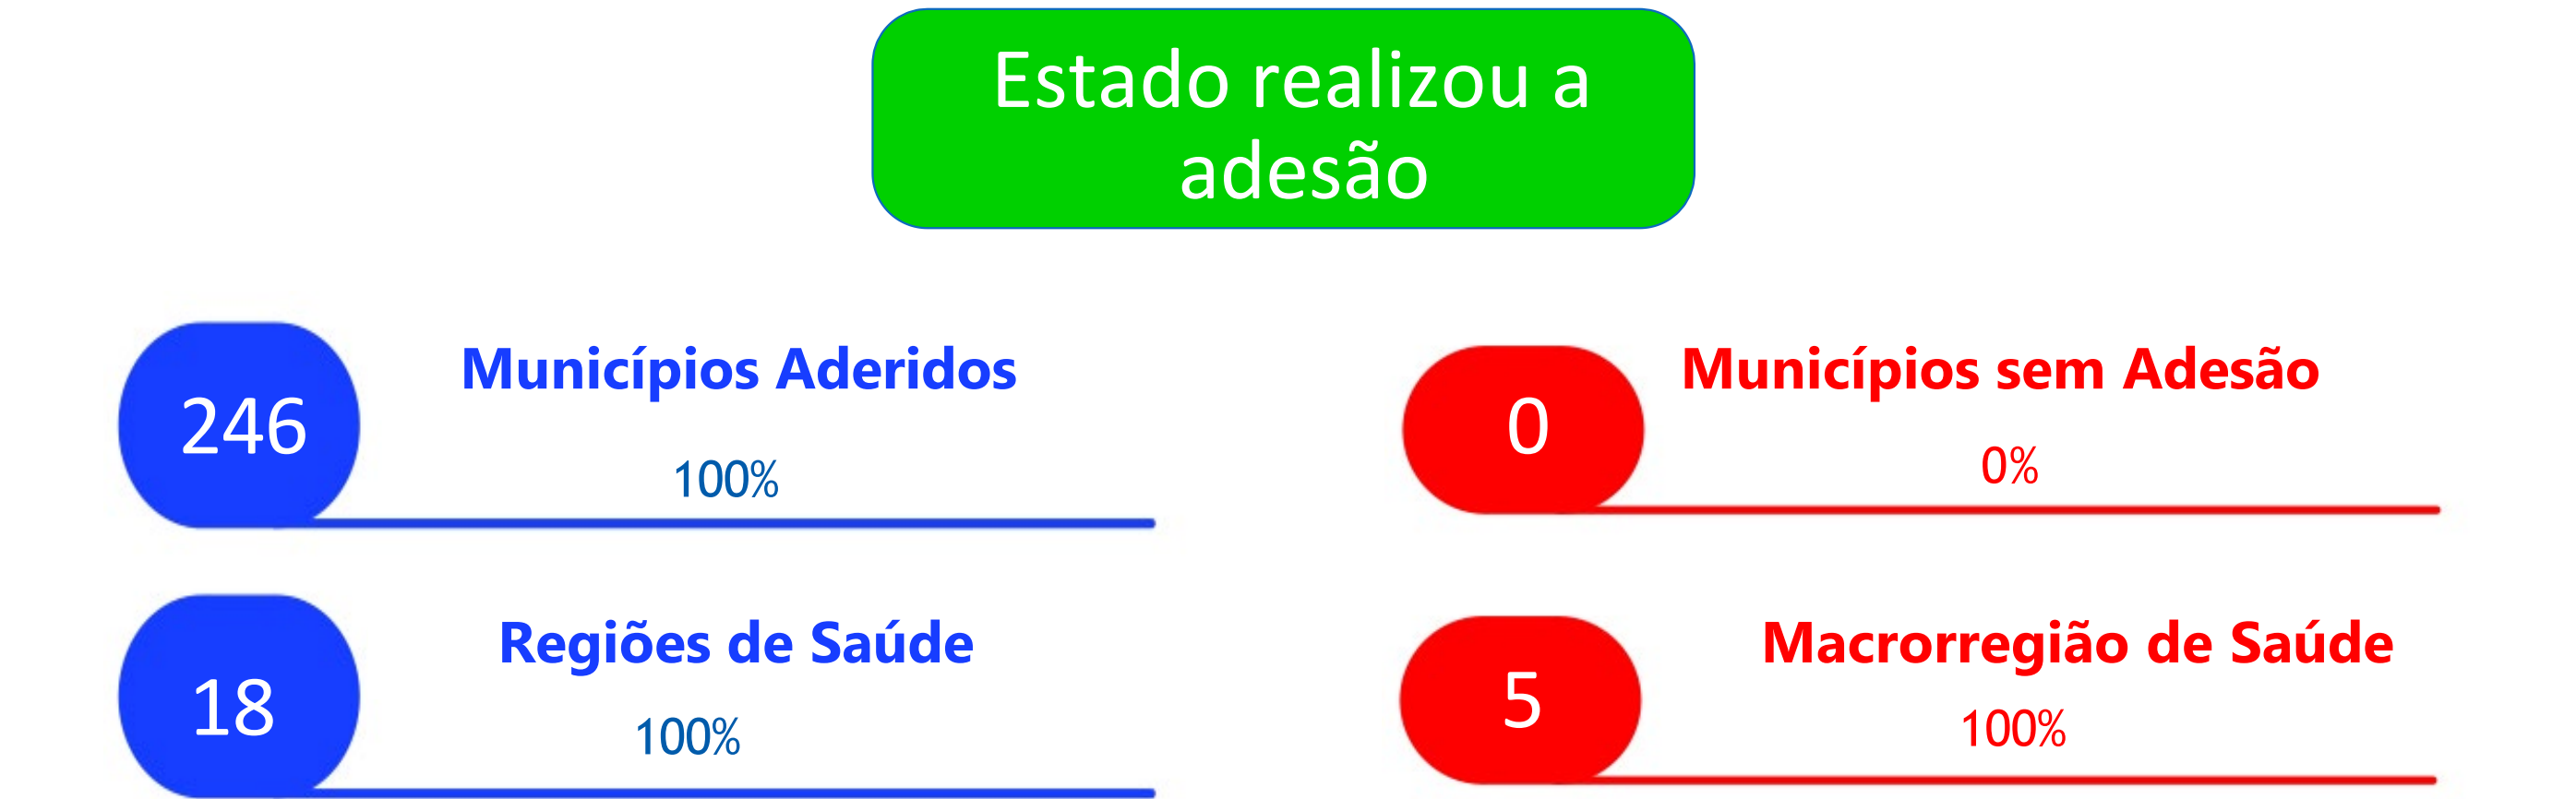 Estado realizou a
adesão
246
Municípios Aderidos
100%
0
Municípios sem Adesão
0%
18
Regiões de Saúde
100%
5
Macrorregião de Saúde
100%